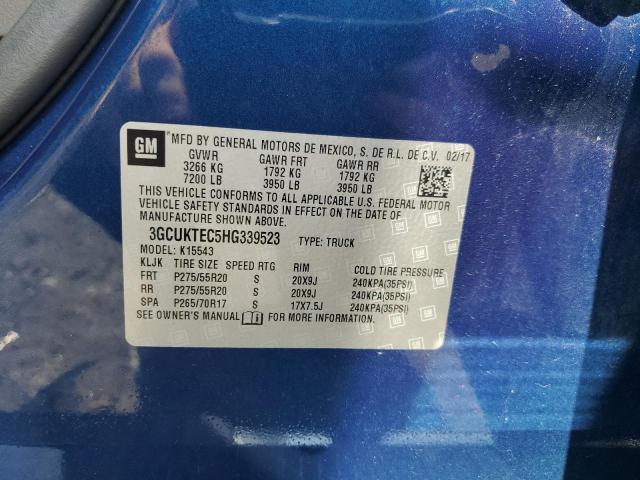 GM
MFD BY GENERAL MOTORS DE MEXICO, S. DE R.L. DE C.V. 02/17
GVWR GAWR FRT GAWR RR
3266 KG 1792 KG 1792 KG
7200 LB 3950 LB 3950 LB
THIS VEHICLE CONFORMS TO ALL APPLICABLE U.S. FEDERAL MOTOR
VEHICLE SAFETY STANDARDS IN EFFECT ON THE DATE OF
MANUFACTURE SHOWN ABOVE.
3GCUKTEC5HG339523 TYPE: TRUCK
MODEL: K15543
KLJK TIRE SIZE SPEED RTG RIM COLD TIRE PRESSURE
FRT P275/55R20 S 20X9J 240KPA(35PSI)
RR P275/55R20 S 20X9J 240KPA(35PSI)
SPA P265/70R17 S 17X7.5J 240KPA(35PSI)
SEE OWNER'S MANUAL FOR MORE INFORMATION.